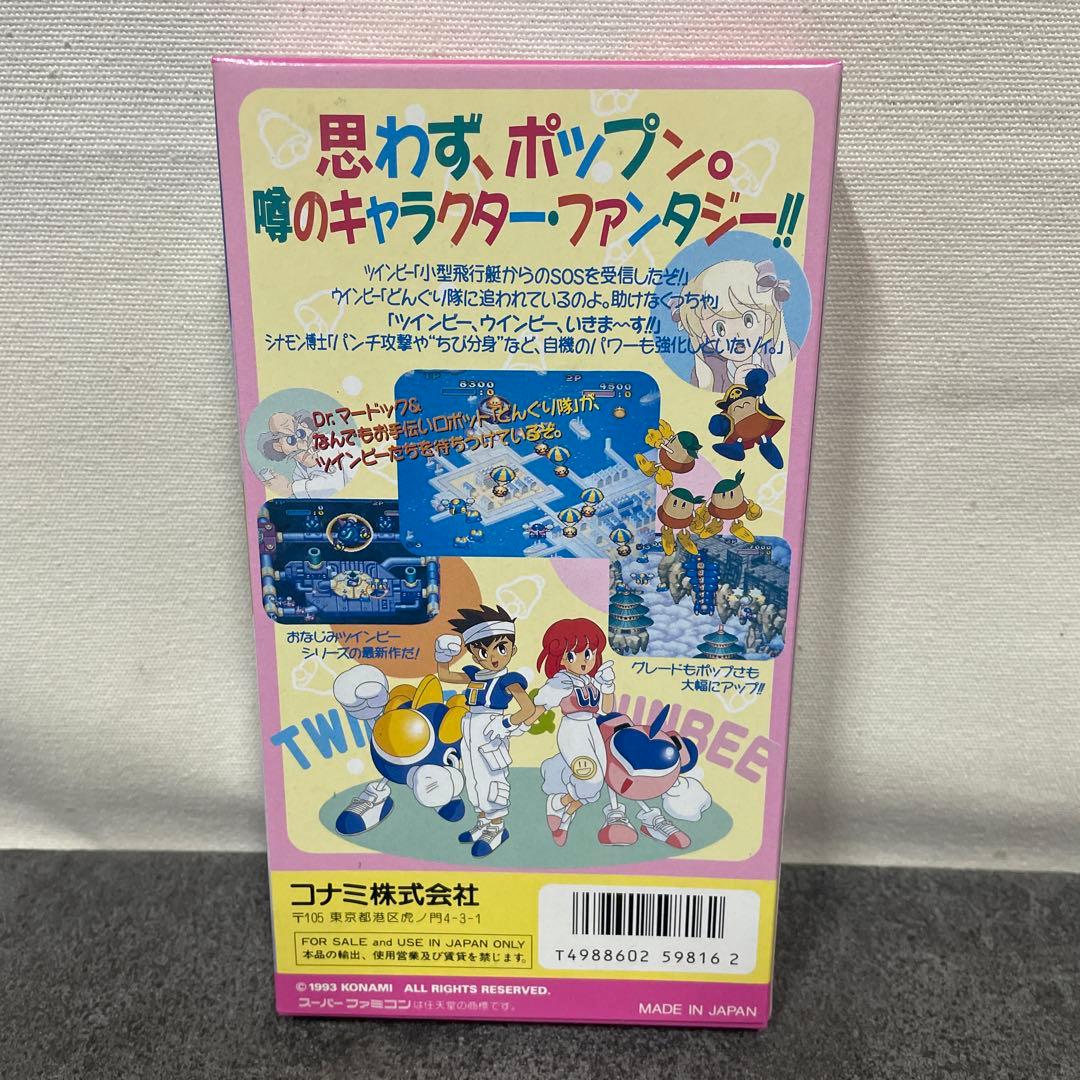 思わず、ポップン。
噂のキャラクター・ファンタジー!!
ツインビー「小型飛行艇からのSOSを受信したぞ!」
ウインビー「どんぐり隊に追われているのよ。助けなくっちゃ」
「ツインビー、ウインビー、いきま〜す!!」
シナモン博士「パンチ攻撃や“ちび分身”など、自機のパワーも強化しといたゾィ。」
1P 6300 2P 4500
:0 :0
Dr.マードック&
なんでもお手伝いロボット「どんぐり隊」が、
ツインビーたちを待ちうけているぞ。
2P
:0
おなじみツインビー
シリーズの最新作だ!
グレードもポップさも
大幅にアップ!!
TWIN
WINBEE
T
W
コナミ株式会社
〒105 東京都港区虎ノ門4-3-1
FOR SALE and USE IN JAPAN ONLY
本品の輸出、使用営業及び賃貸を禁じます。
T4988602 59816 2
© 1993 KONAMI ALL RIGHTS RESERVED.
スーパーファミコンは任天堂の商標です。
MADE IN JAPAN